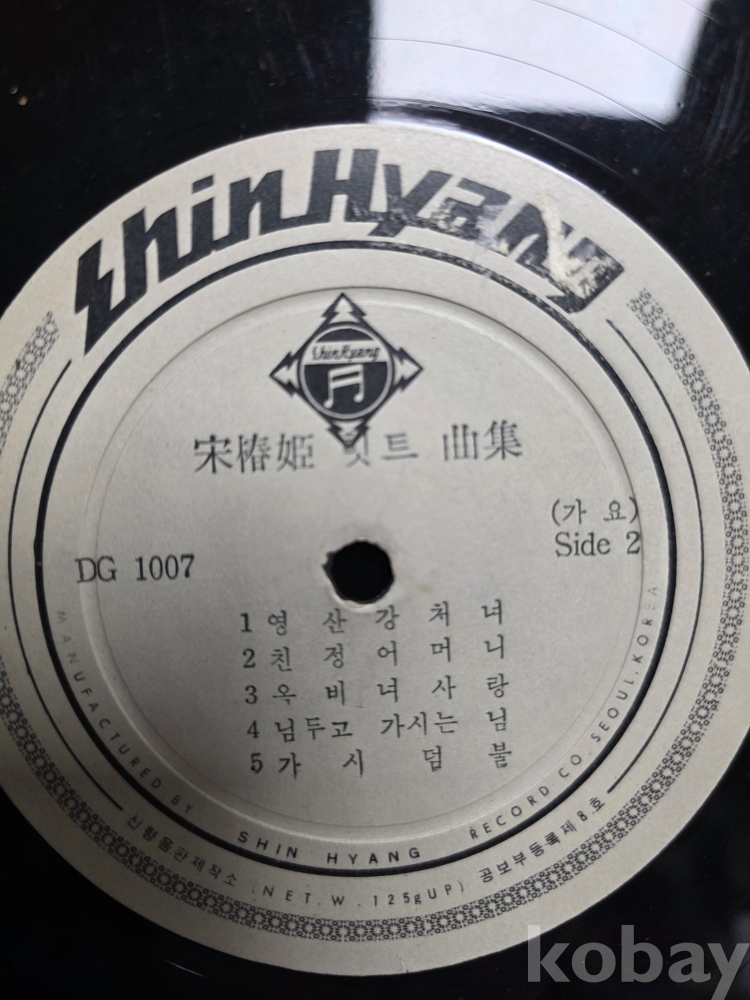 ShinHyang
ShinHyang
宋椿姬 힛트 曲集
(가 요)
DG 1007
Side 2
1 영 산 강 처 녀
2 친 정 어 머 니
3 옥 비 녀 사 랑
4 님두고 가시는 님
5 가 시 덤 불
MANUFACTURED BY SHIN HYANG RECORD CO. SEOUL. KOREA
신향음판제작소 (NET. W. 125gUP) 공보부등록제8호
kobay